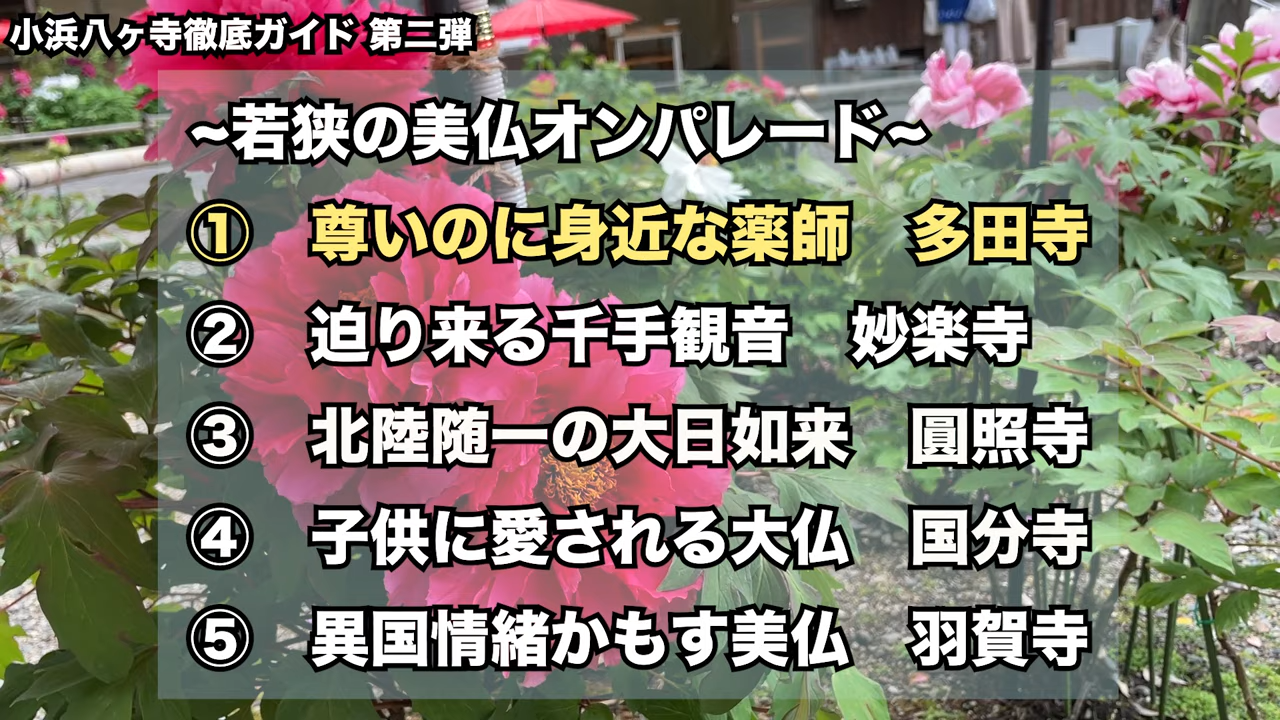 小浜八ヶ寺徹底ガイド 第二弾
~若狭の美仏オンパレード~
① 尊いのに身近な薬師 多田寺
② 迫り来る千手観音 妙楽寺
③ 北陸随一の大日如来 圓照寺
④ 子供に愛される大仏 国分寺
⑤ 異国情緒かもす美仏 羽賀寺